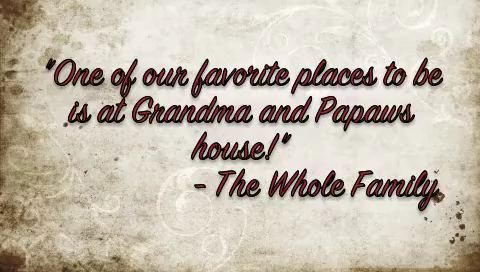 "One of our favorite places to be
is at Grandma and Papaws
house!"
- The Whole Family